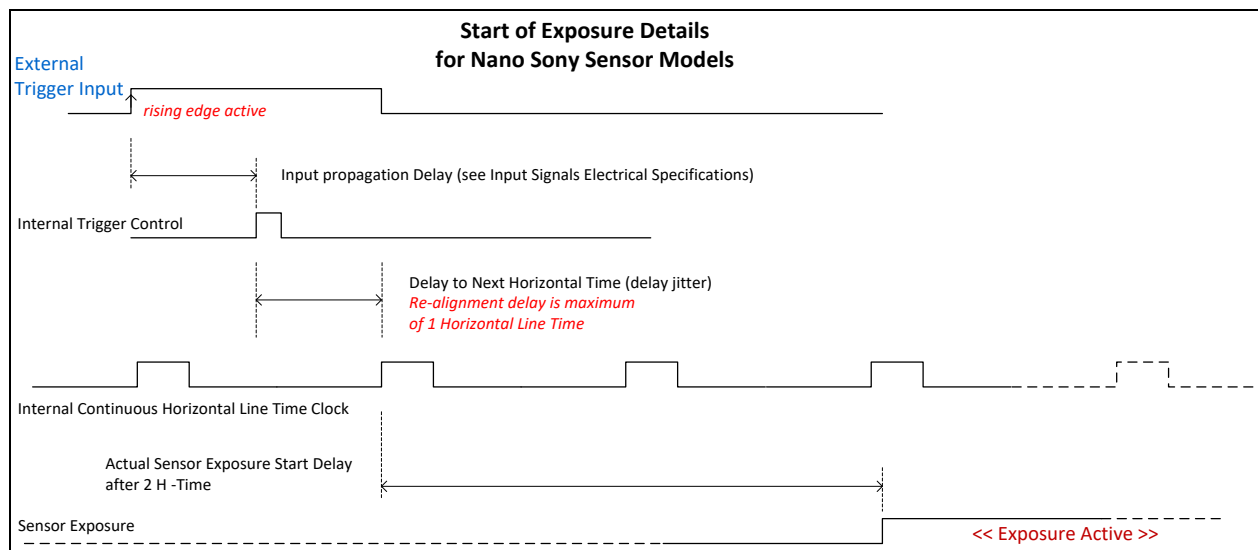 Start of Exposure Details
for Nano Sony Sensor Models
External
Trigger Input
rising edge active
Input propagation Delay (see Input Signals Electrical Specifications)
Internal Trigger Control
Delay to Next Horizontal Time (delay jitter)
Re-alignment delay is maximum
of 1 Horizontal Line Time
Internal Continuous Horizontal Line Time Clock
Actual Sensor Exposure Start Delay
after 2 H -Time
Sensor Exposure
<< Exposure Active >>